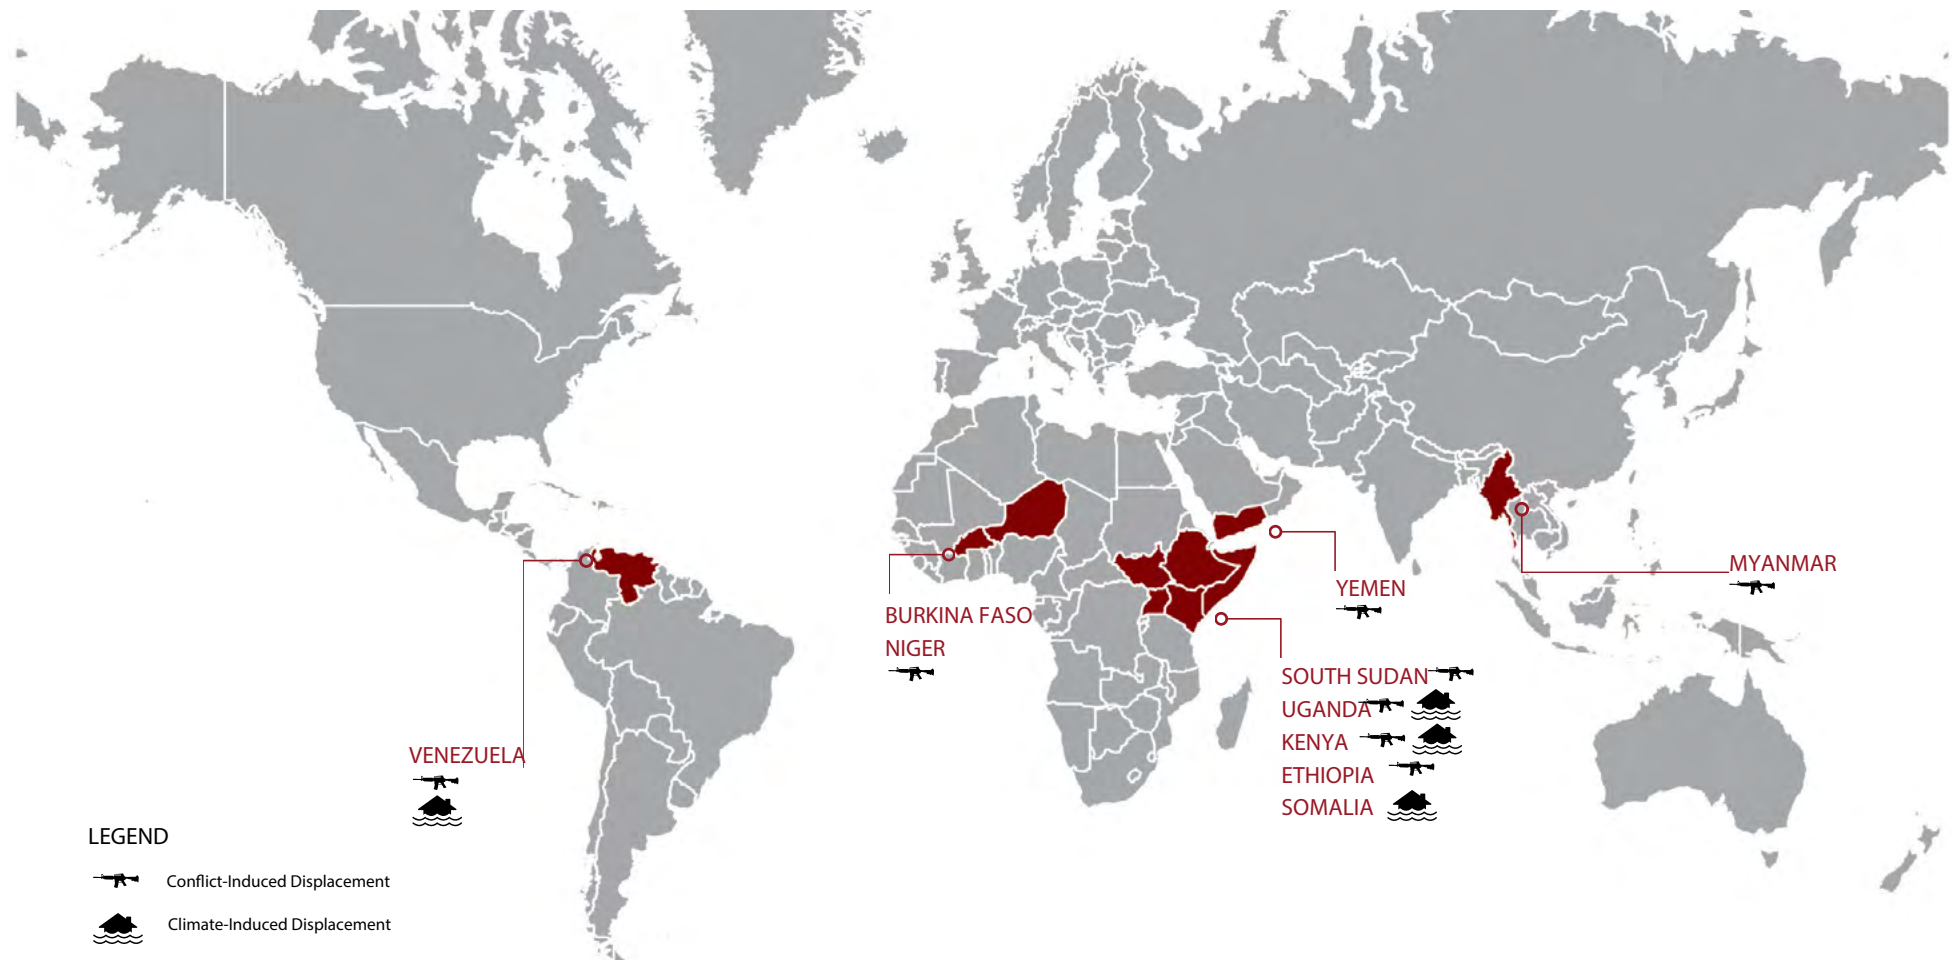 BURKINA FASO
NIGER
YEMEN
MYANMAR
SOUTH SUDAN
UGANDA
KENYA
ETHIOPIA
SOMALIA
VENEZUELA
LEGEND
Conflict-Induced Displacement
Climate-Induced Displacement